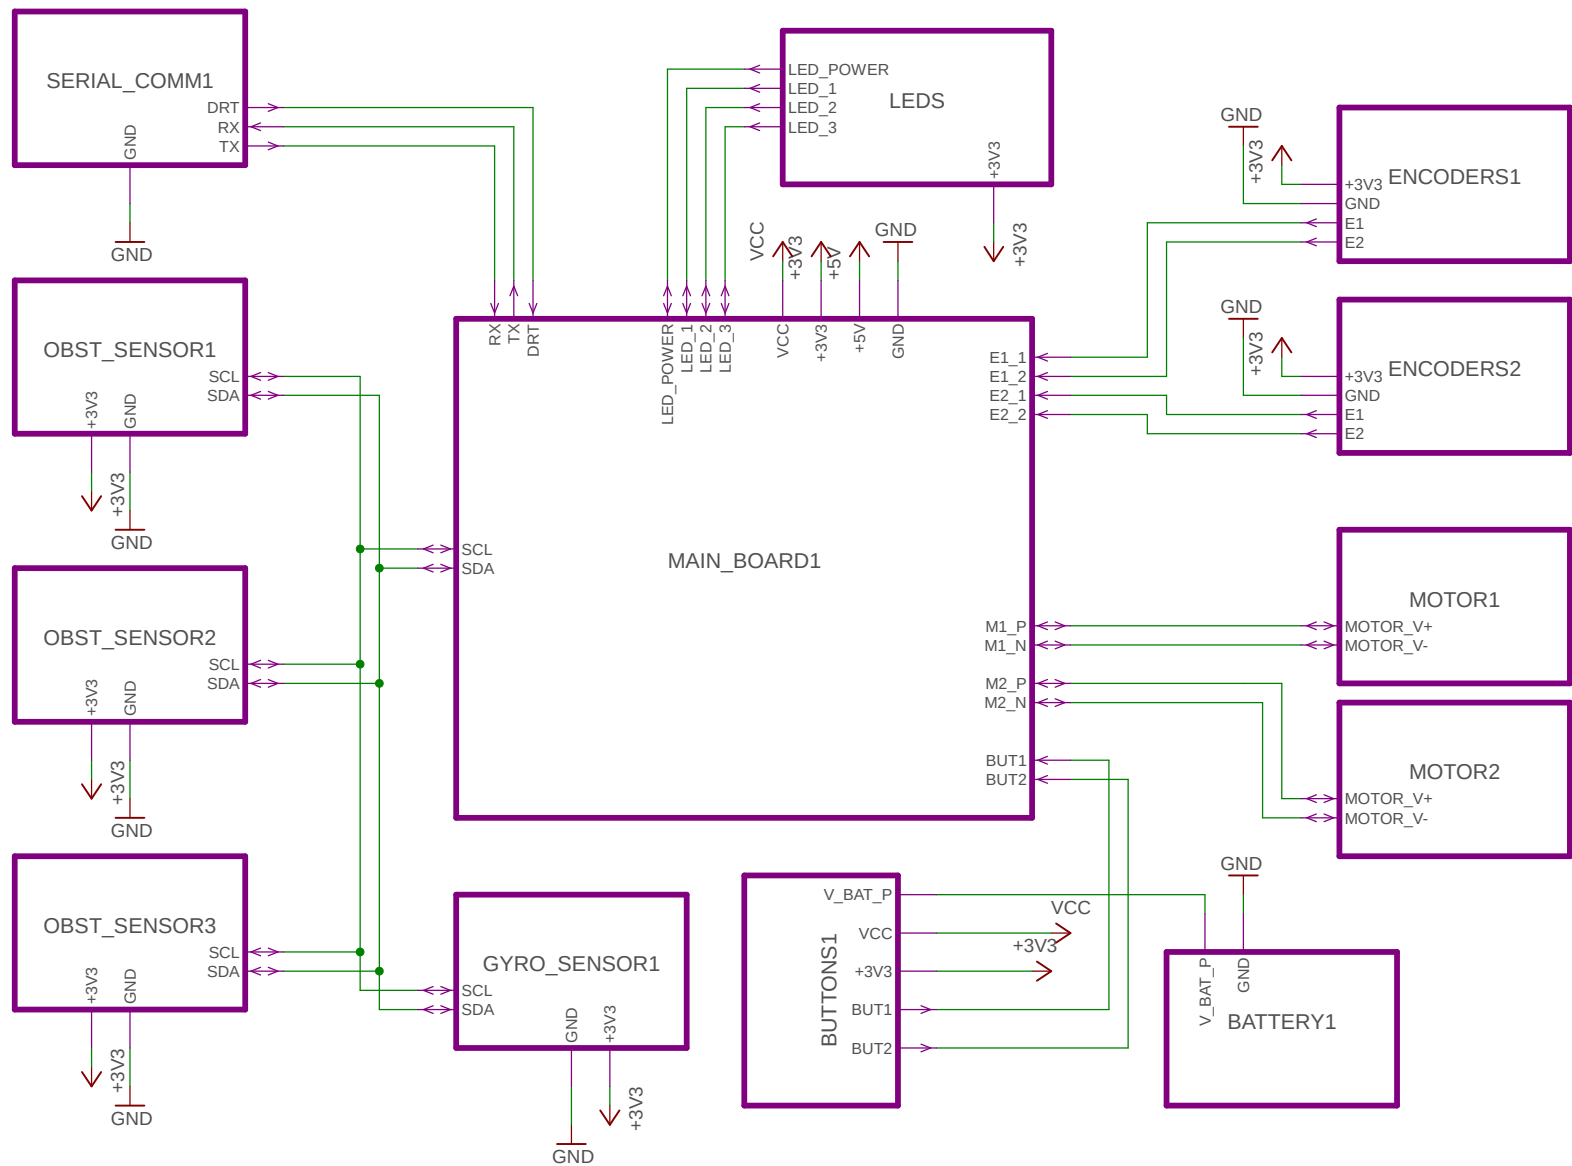 SERIAL_COMM1
DRT
RX
TX
GND
GND
LED_POWER
LED_1
LED_2
LED_3
LEDS
+3V3
+3V3
GND
+3V3
ENCODERS1
+3V3
GND
E1
E2
OBST_SENSOR1
SCL
SDA
+3V3
GND
+3V3
GND
RX
TX
DRT
LED_POWER
LED_1
LED_2
LED_3
VCC
+3V3
+5V
GND
VCC
+3V3
+5V
GND
E1_1
E1_2
E2_1
E2_2
GND
+3V3
ENCODERS2
+3V3
GND
E1
E2
SCL
SDA
MAIN_BOARD1
M1_P
M1_N
M2_P
M2_N
BUT1
BUT2
MOTOR1
MOTOR_V+
MOTOR_V-
OBST_SENSOR2
SCL
SDA
+3V3
GND
+3V3
GND
MOTOR2
MOTOR_V+
MOTOR_V-
OBST_SENSOR3
SCL
SDA
+3V3
GND
+3V3
GND
GYRO_SENSOR1
SCL
SDA
GND
+3V3
+3V3
GND
BUTTONS1
V_BAT_P
VCC
+3V3
BUT1
BUT2
VCC
+3V3
GND
V_BAT_P
GND
BATTERY1